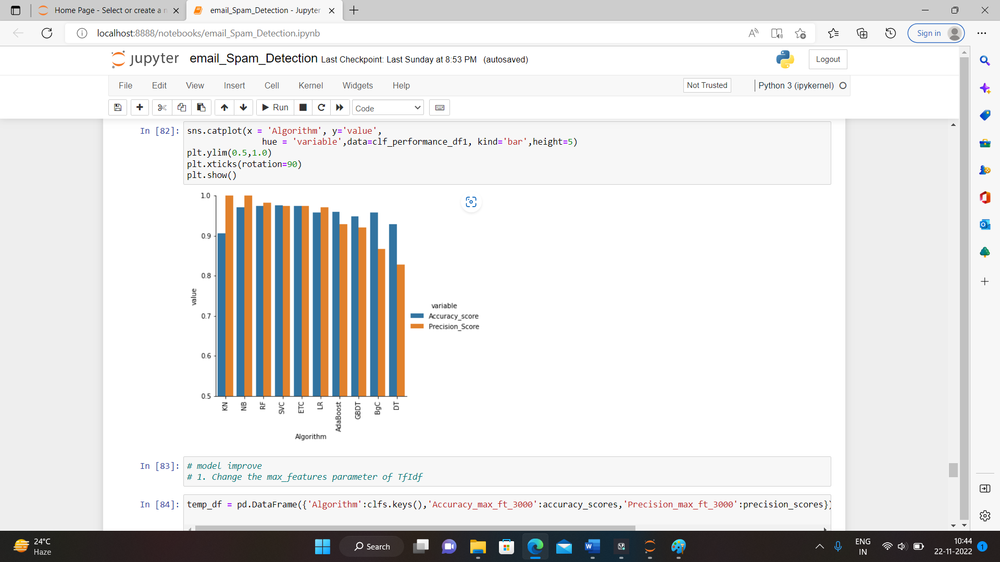 Home Page - Select or create a n
email_Spam_Detection - Jupyter
localhost:8888/notebooks/email_Spam_Detection.ipynb
Sign in
jupyter email_Spam_Detection Last Checkpoint: Last Sunday at 8:53 PM (autosaved)
Logout
File Edit View Insert Cell Kernel Widgets Help
Not Trusted
Python 3 (ipykernel)
Run
Code
In [82]: sns.catplot(x = 'Algorithm', y='value',
hue = 'variable',data=clf_performance_df1, kind='bar',height=5)
plt.ylim(0.5,1.0)
plt.xticks(rotation=90)
plt.show()
1.0
0.9
0.8
0.7
0.6
0.5
value
variable
Accuracy_score
Precision_Score
KN NB RF SVC ETC LR AdaBoost GBDT BgC DT
Algorithm
In [83]: # model improve
# 1. Change the max_features parameter of TfIdf
In [84]: temp_df = pd.DataFrame({'Algorithm':clfs.keys(),'Accuracy_max_ft_3000':accuracy_scores,'Precision_max_ft_3000':precision_scores})
24°C
Haze
Search
ENG
IN
10:44
22-11-2022
1